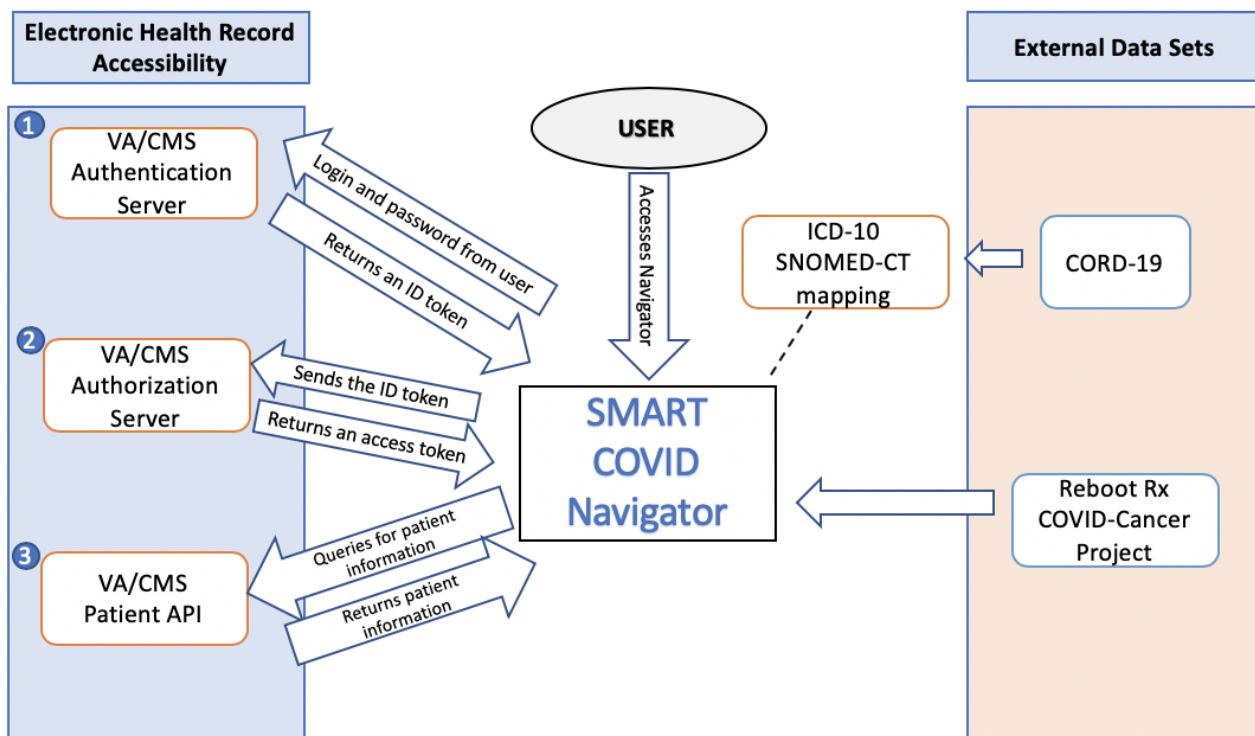 Electronic Health Record
Accessibility
External Data Sets
USER
1
VA/CMS
Authentication
Server
Login and password from user
Returns an ID token
Accesses Navigator
ICD-10
SNOMED-CT
mapping
CORD-19
2
VA/CMS
Authorization
Server
Sends the ID token
Returns an access token
SMART
COVID
Navigator
Reboot Rx
COVID-Cancer
Project
3
VA/CMS
Patient API
Queries for patient
information
Returns patient
information